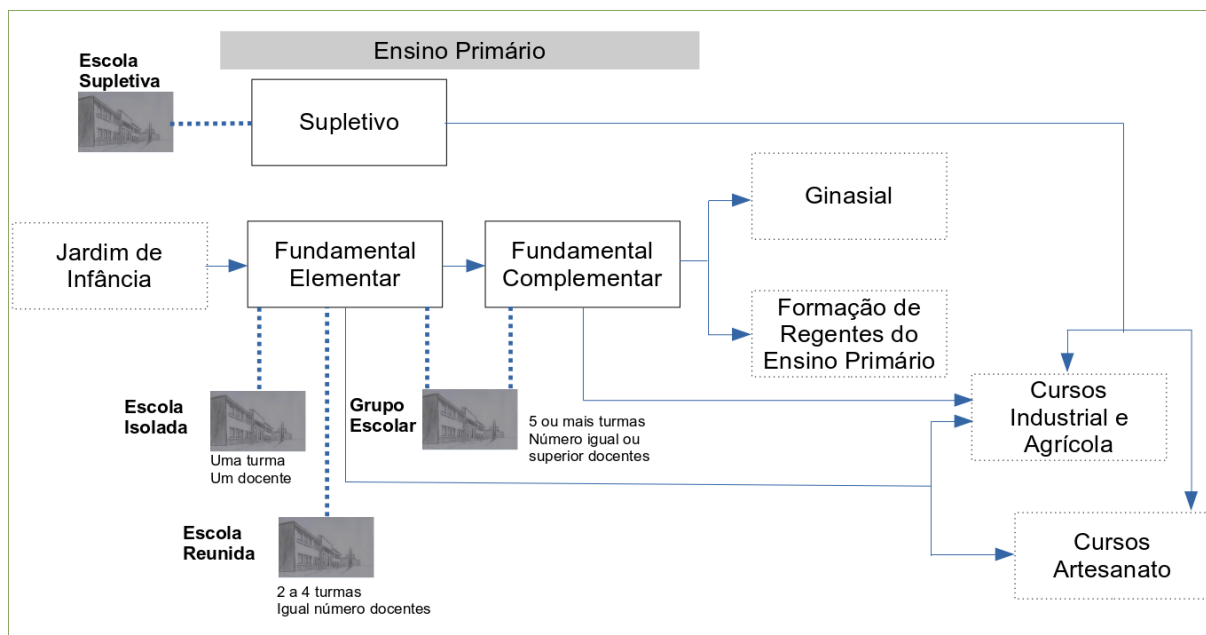 Ensino Primário
Escola
Supletiva
Supletivo
Ginasial
Jardim de
Infância
Fundamental
Elementar
Fundamental
Complementar
Formação de
Regentes do
Ensino Primário
Escola
Isolada
Uma turma
Um docente
Grupo
Escolar
5 ou mais turmas
Número igual ou
superior docentes
Cursos
Industrial e
Agrícola
Escola
Reunida
2 a 4 turmas
Igual número docentes
Cursos
Artesanato